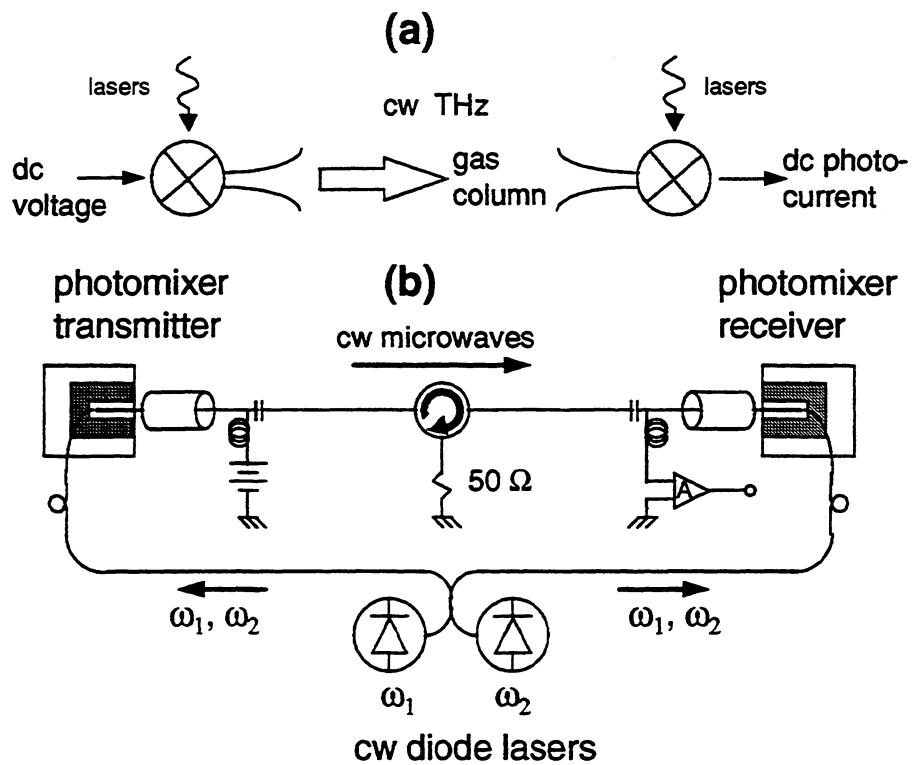 (a)
lasers
cw THz
lasers
dc
voltage
gas
column
dc photo-
current
photomixer
transmitter
(b)
photomixer
receiver
cw microwaves
50 Ω
A
ω₁, ω₂
ω₁, ω₂
ω₁
ω₂
cw diode lasers